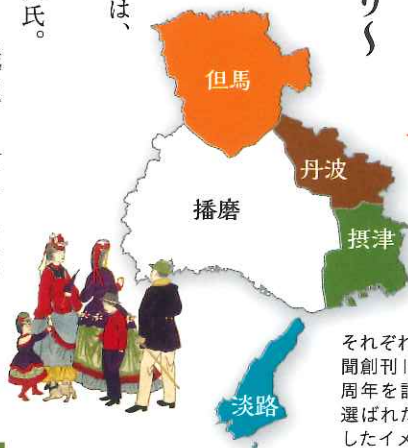 は、
氏。
但馬
丹波
播磨
摂津
淡路
それぞれ
聞創刊
周年を記
選ばれた
したイメ